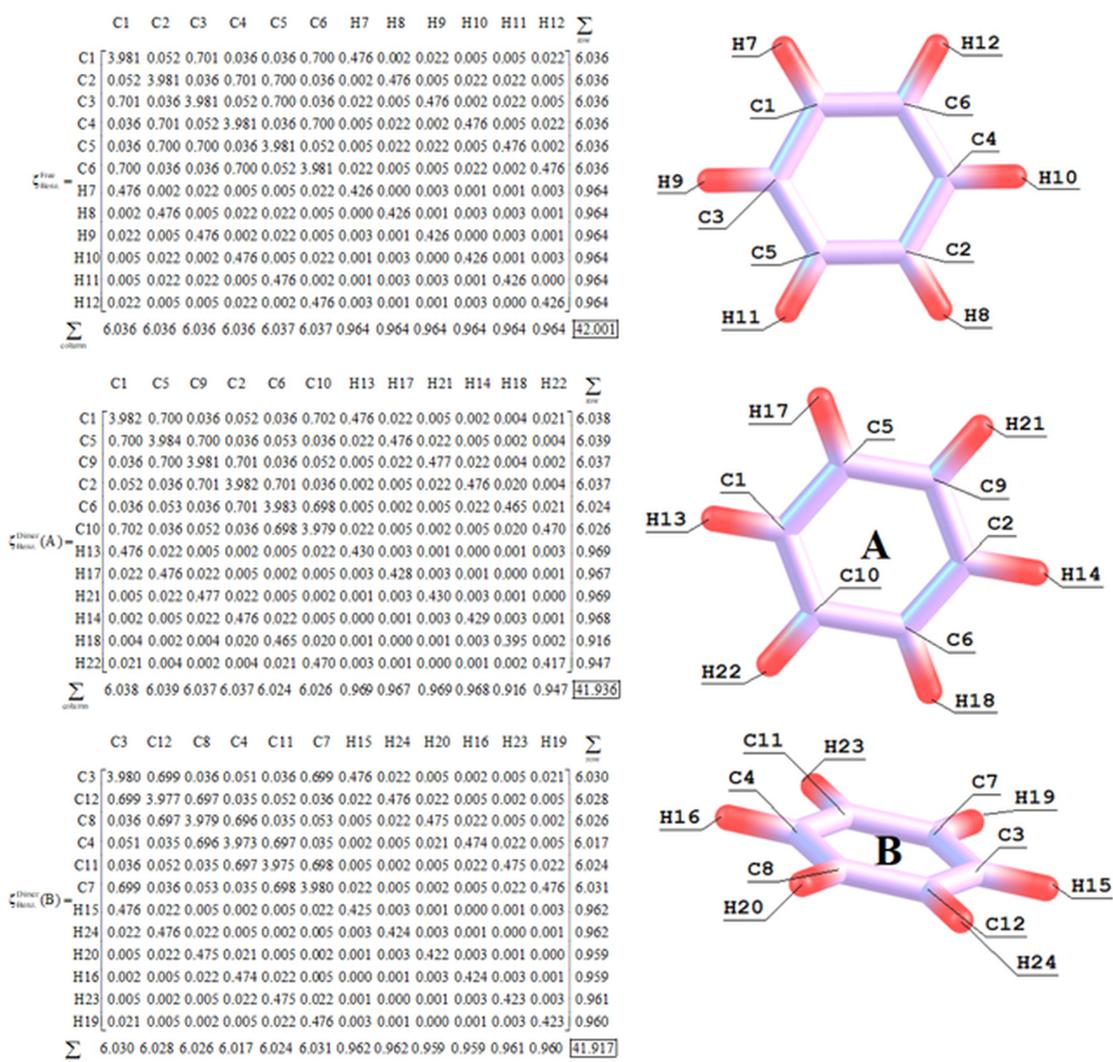 C1 C2 C3 C4 C5 C6 H7 H8 H9 H10 H11 H12 ∑ row
C1 3.981 0.052 0.701 0.036 0.036 0.700 0.476 0.002 0.022 0.005 0.005 0.022 6.036
C2 0.052 3.981 0.036 0.701 0.700 0.036 0.002 0.476 0.005 0.022 0.022 0.005 6.036
C3 0.701 0.036 3.981 0.052 0.700 0.036 0.022 0.005 0.476 0.002 0.022 0.005 6.036
C4 0.036 0.701 0.052 3.981 0.036 0.700 0.005 0.022 0.002 0.476 0.005 0.022 6.036
C5 0.036 0.700 0.700 0.036 3.981 0.052 0.005 0.022 0.022 0.005 0.476 0.002 6.036
C6 0.700 0.036 0.036 0.700 0.052 3.981 0.022 0.005 0.005 0.022 0.002 0.476 6.036
ζ Free Benz. =
H7 0.476 0.002 0.022 0.005 0.005 0.022 0.426 0.000 0.003 0.001 0.001 0.003 0.964
H8 0.002 0.476 0.005 0.022 0.022 0.005 0.000 0.426 0.001 0.003 0.003 0.001 0.964
H9 0.022 0.005 0.476 0.002 0.022 0.005 0.003 0.001 0.426 0.000 0.003 0.001 0.964
H10 0.005 0.022 0.002 0.476 0.005 0.022 0.001 0.003 0.000 0.426 0.001 0.003 0.964
H11 0.005 0.022 0.022 0.005 0.476 0.002 0.001 0.003 0.003 0.001 0.426 0.000 0.964
H12 0.022 0.005 0.005 0.022 0.002 0.476 0.003 0.001 0.001 0.003 0.000 0.426 0.964
∑ column 6.036 6.036 6.036 6.036 6.037 6.037 0.964 0.964 0.964 0.964 0.964 0.964 42.001
H7 H12
C1 C6
C4
H9 H10
C3
C5 C2
H11 H8
C1 C5 C9 C2 C6 C10 H13 H17 H21 H14 H18 H22 ∑ row
C1 3.982 0.700 0.036 0.052 0.036 0.702 0.476 0.022 0.005 0.002 0.004 0.021 6.038
C5 0.700 3.984 0.700 0.036 0.053 0.036 0.022 0.476 0.022 0.005 0.002 0.004 6.039
C9 0.036 0.700 3.981 0.701 0.036 0.052 0.005 0.022 0.477 0.022 0.004 0.002 6.037
C2 0.052 0.036 0.701 3.982 0.701 0.036 0.002 0.005 0.022 0.476 0.020 0.004 6.037
C6 0.036 0.053 0.036 0.701 3.983 0.698 0.005 0.002 0.005 0.022 0.465 0.021 6.024
C10 0.702 0.036 0.052 0.036 0.698 3.979 0.022 0.005 0.002 0.005 0.020 0.470 6.026
ζ Dimer Benz. (A) =
H13 0.476 0.022 0.005 0.002 0.005 0.022 0.430 0.003 0.001 0.000 0.001 0.003 0.969
H17 0.022 0.476 0.022 0.005 0.002 0.005 0.003 0.428 0.003 0.001 0.000 0.001 0.967
H21 0.005 0.022 0.477 0.022 0.005 0.002 0.001 0.003 0.430 0.003 0.001 0.000 0.969
H14 0.002 0.005 0.022 0.476 0.022 0.005 0.000 0.001 0.003 0.429 0.003 0.001 0.968
H18 0.004 0.002 0.004 0.020 0.465 0.020 0.001 0.000 0.001 0.003 0.395 0.002 0.916
H22 0.021 0.004 0.002 0.004 0.021 0.470 0.003 0.001 0.000 0.001 0.002 0.417 0.947
∑ column 6.038 6.039 6.037 6.037 6.024 6.026 0.969 0.967 0.969 0.968 0.916 0.947 41.936
H17 C5 H21
C1 C9
H13 C2
A
C10 H14
C6
H22 H18
C3 C12 C8 C4 C11 C7 H15 H24 H20 H16 H23 H19 ∑ row
C3 3.980 0.699 0.036 0.051 0.036 0.699 0.476 0.022 0.005 0.002 0.005 0.021 6.030
C12 0.699 3.977 0.697 0.035 0.052 0.036 0.022 0.476 0.022 0.005 0.002 0.005 6.028
C8 0.036 0.697 3.979 0.696 0.035 0.053 0.005 0.022 0.475 0.022 0.005 0.002 6.026
C4 0.051 0.035 0.696 3.973 0.697 0.035 0.002 0.005 0.021 0.474 0.022 0.005 6.017
C11 0.036 0.052 0.035 0.697 3.975 0.698 0.005 0.002 0.005 0.022 0.475 0.022 6.024
C7 0.699 0.036 0.053 0.035 0.698 3.980 0.022 0.005 0.002 0.005 0.022 0.476 6.031
ζ Dimer Benz. (B) =
H15 0.476 0.022 0.005 0.002 0.005 0.022 0.425 0.003 0.001 0.000 0.001 0.003 0.962
H24 0.022 0.476 0.022 0.005 0.002 0.005 0.003 0.424 0.003 0.001 0.000 0.001 0.962
H20 0.005 0.022 0.475 0.021 0.005 0.002 0.001 0.003 0.422 0.003 0.001 0.000 0.959
H16 0.002 0.005 0.022 0.474 0.022 0.005 0.000 0.001 0.003 0.424 0.003 0.001 0.959
H23 0.005 0.002 0.005 0.022 0.475 0.022 0.001 0.000 0.001 0.003 0.423 0.003 0.961
H19 0.021 0.005 0.002 0.005 0.022 0.476 0.003 0.001 0.000 0.001 0.003 0.423 0.960
∑ 6.030 6.028 6.026 6.017 6.024 6.031 0.962 0.962 0.959 0.959 0.961 0.960 41.917
C11 H23
C4 C7
H16 H19
B C3
C8 H15
H20 C12
H24